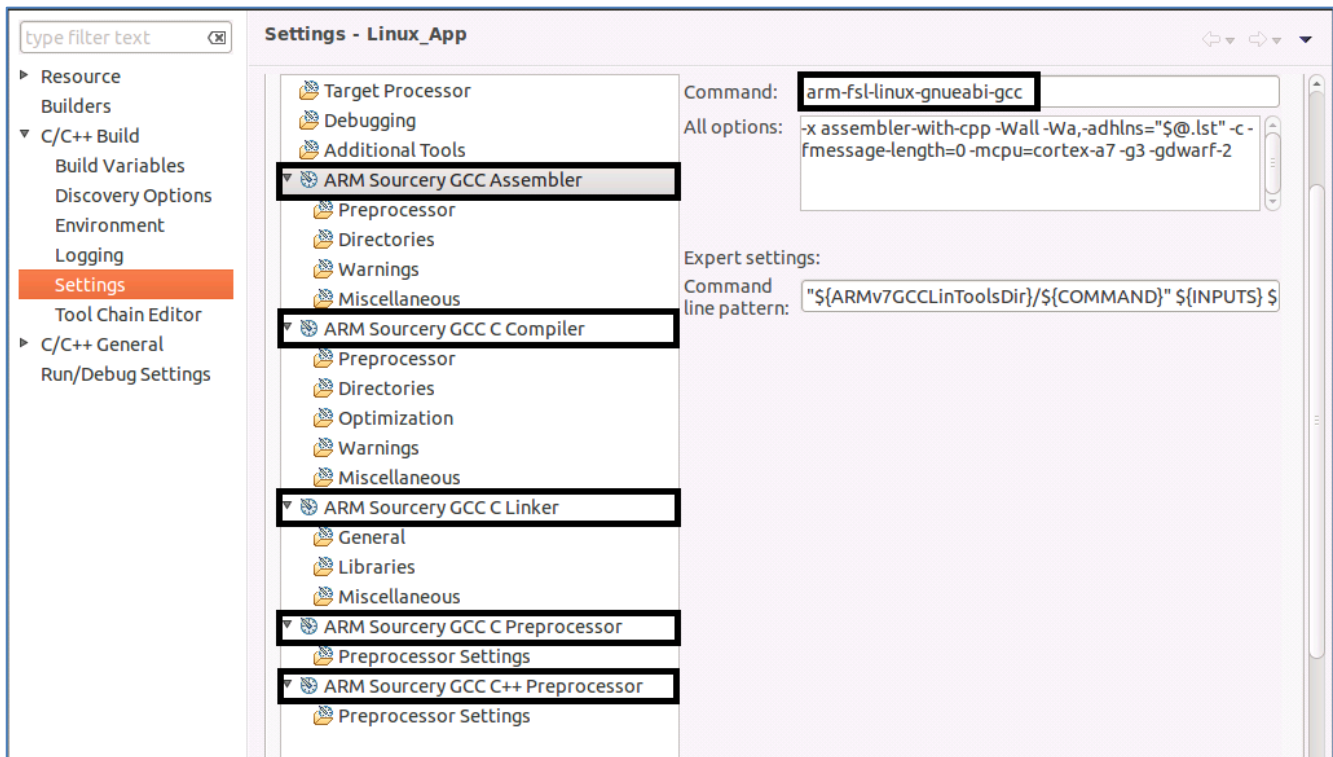 type filter text
Resource
Builders
C/C++ Build
Build Variables
Discovery Options
Environment
Logging
Settings
Tool Chain Editor
C/C++ General
Run/Debug Settings
Settings - Linux_App
Target Processor
Debugging
Additional Tools
ARM Sourcery GCC Assembler
Preprocessor
Directories
Warnings
Miscellaneous
ARM Sourcery GCC C Compiler
Preprocessor
Directories
Optimization
Warnings
Miscellaneous
ARM Sourcery GCC C Linker
General
Libraries
Miscellaneous
ARM Sourcery GCC C Preprocessor
Preprocessor Settings
ARM Sourcery GCC C++ Preprocessor
Preprocessor Settings
Command: arm-fsl-linux-gnueabi-gcc
All options: -x assembler-with-cpp -Wall -Wa,-adhlns="$@.lst" -c -
fmessage-length=0 -mcpu=cortex-a7 -g3 -gdwarf-2
Expert settings:
Command
line pattern: "${ARMv7GCCLinToolsDir}/${COMMAND}" ${INPUTS} $